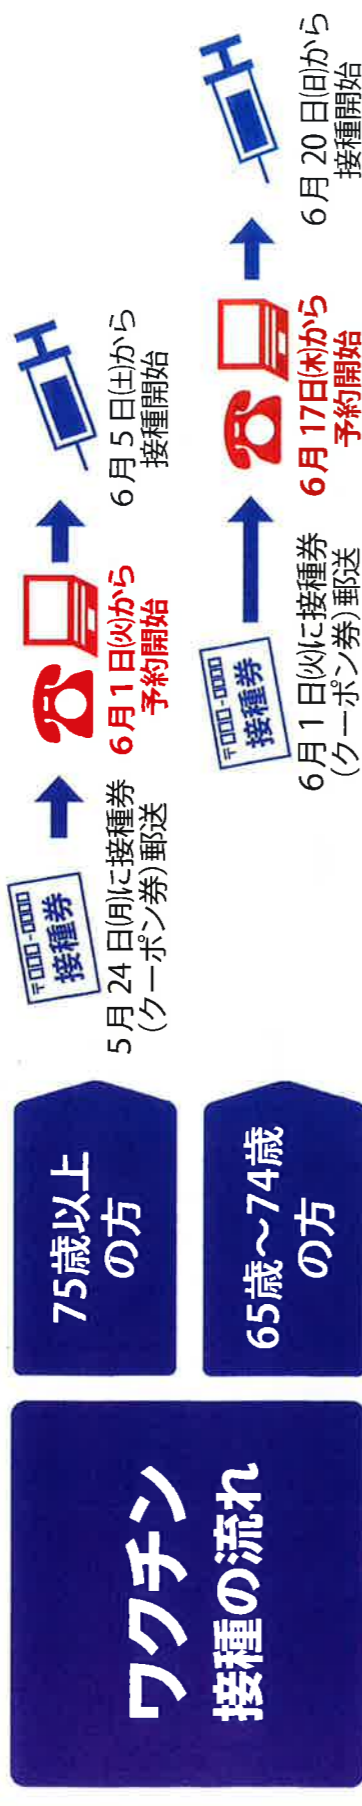 ワクチン
接種の流れ
75歳以上
の方
〒□□□-□□□□
接種券
5月24日(月)に接種券
(クーポン券)郵送
6月1日(火)から
予約開始
6月5日(土)から
接種開始
65歳~74歳
の方
〒□□□-□□□□
接種券
6月1日(火)に接種券
(クーポン券)郵送
6月17日(木)から
予約開始
6月20日(日)から
接種開始